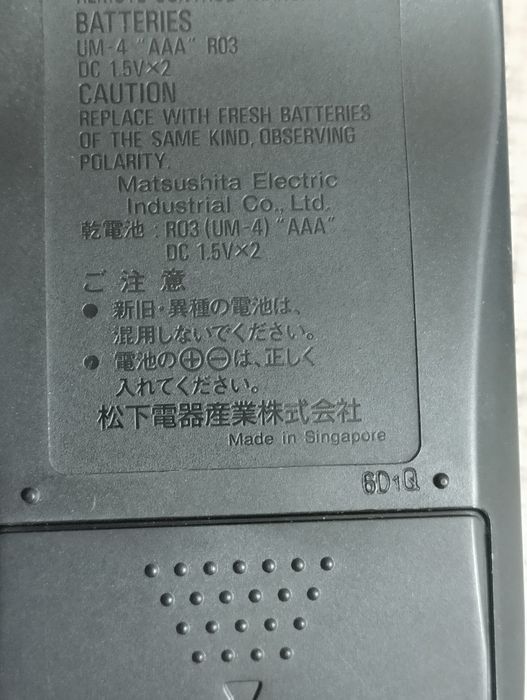 BATTERIES
UM-4 "AAA" R03
DC 1.5V×2
CAUTION
REPLACE WITH FRESH BATTERIES
OF THE SAME KIND, OBSERVING
POLARITY.
Matsushita Electric
Industrial Co., Ltd.
乾電池 : R03 (UM-4) "AAA"
DC 1.5V×2
ご注意
● 新旧・異種の電池は、
混用しないでください。
● 電池の⊕⊖は、正しく
入れてください。
松下電器産業株式会社
Made in Singapore
6D1Q